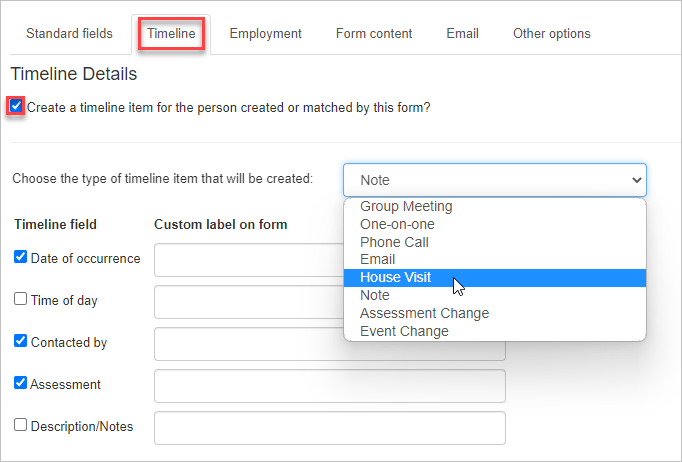 Standard fields Timeline Employment Form content Email Other options
Timeline Details
Create a timeline item for the person created or matched by this form?
Choose the type of timeline item that will be created: Note
Group Meeting
One-on-one
Phone Call
Email
House Visit
Note
Assessment Change
Event Change
Timeline field Custom label on form
Date of occurrence
Time of day
Contacted by
Assessment
Description/Notes